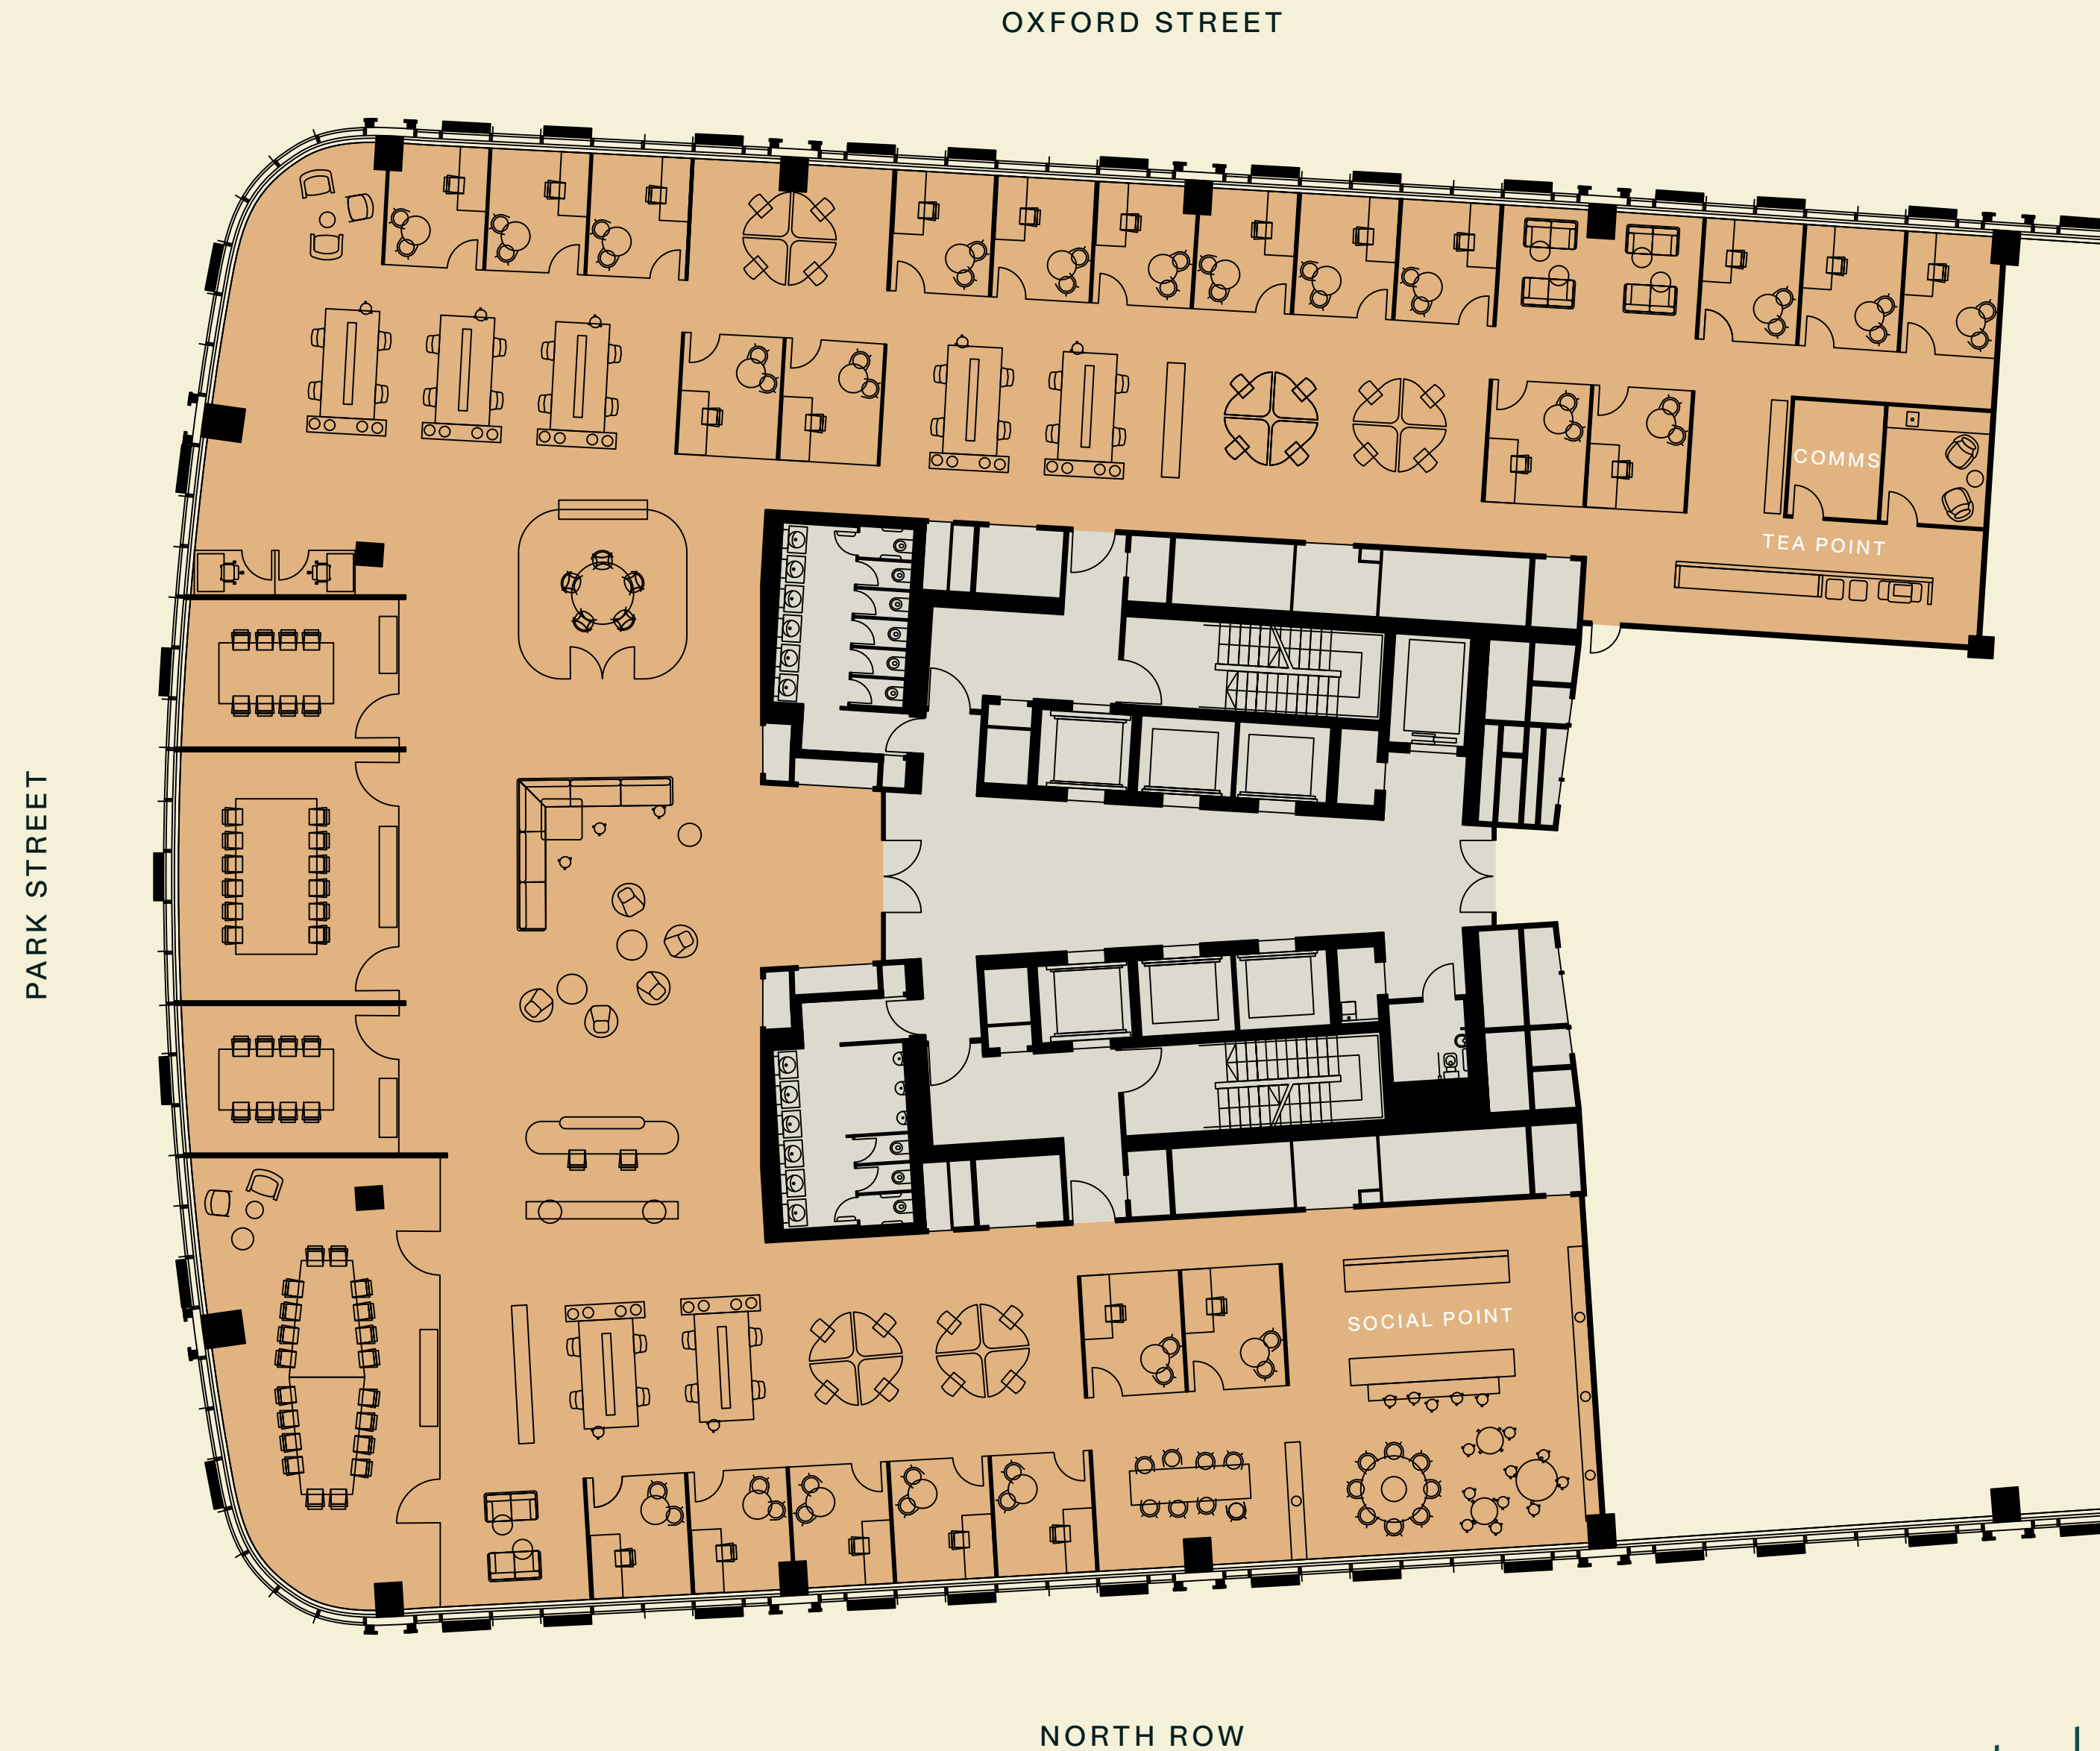 OXFORD STREET
COMMS
TEA POINT
PARK STREET
SOCIAL POINT
NORTH ROW